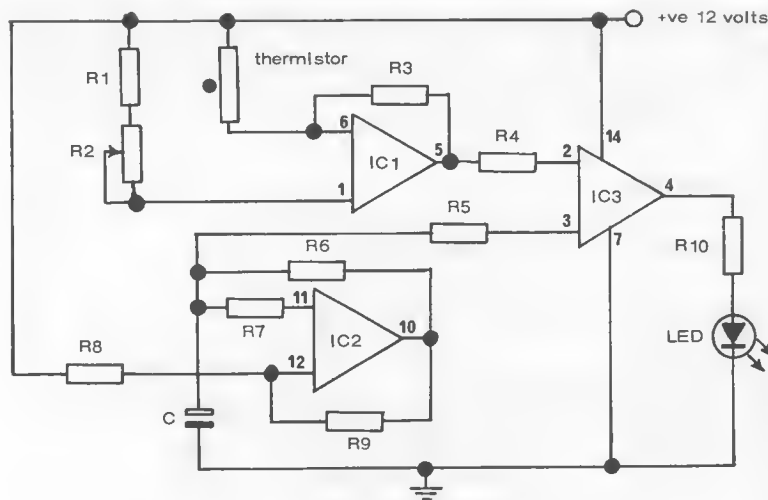 +ve 12 volts
R1
thermistor
R3
R2
6
5
IC1
1
R4
2
14
IC3
4
3
7
R5
R10
R6
R7
11
10
IC2
12
LED
R8
C
R9